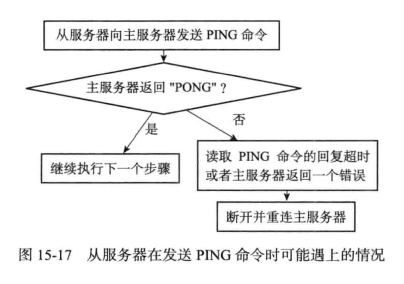 从服务器向主服务器发送 PING 命令
主服务器返回 "PONG" ?
是
否
继续执行下一个步骤
读取 PING 命令的回复超时
或者主服务器返回一个错误
断开并重连主服务器
图 15-17 从服务器在发送 PING 命令时可能遇上的情况